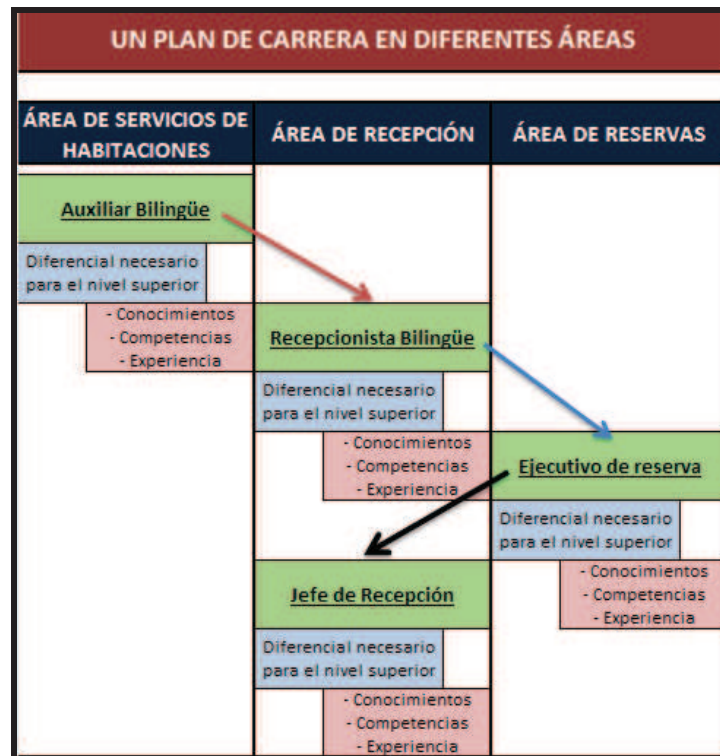 UN PLAN DE CARRERA EN DIFERENTES ÁREAS
ÁREA DE SERVICIOS DE
HABITACIONES
ÁREA DE RECEPCIÓN
ÁREA DE RESERVAS
Auxiliar Bilingüe
Diferencial necesario
para el nivel superior
- Conocimientos
- Competencias
- Experiencia
Recepcionista Bilingüe
Diferencial necesario
para el nivel superior
- Conocimientos
- Competencias
- Experiencia
Ejecutivo de reserva
Diferencial necesario
para el nivel superior
- Conocimientos
- Competencias
- Experiencia
Jefe de Recepción
Diferencial necesario
para el nivel superior
- Conocimientos
- Competencias
- Experiencia